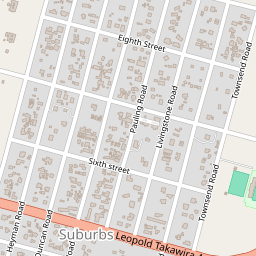 Eighth Street
Townsend Road
Pauling Road
Livingstone Road
Sixth street
Townsend Road
Heyman Road
Duncan Road
Suburbs
Leopold Takawira